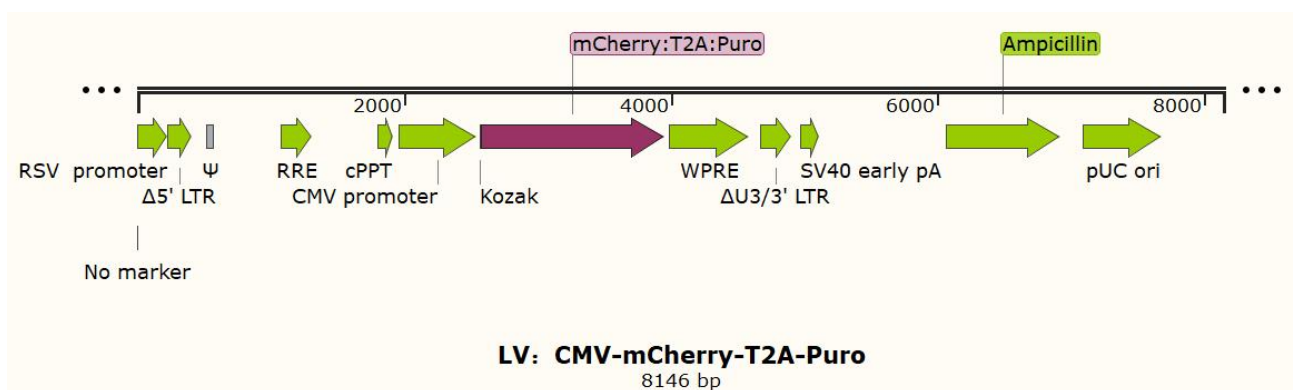 mCherry:T2A:Puro Ampicillin
2000 4000 6000 8000
RSV promoter Ψ RRE cPPT WPRE SV40 early pA pUC ori
Δ5' LTR CMV promoter Kozak ΔU3/3' LTR
No marker
LV: CMV-mCherry-T2A-Puro
8146 bp